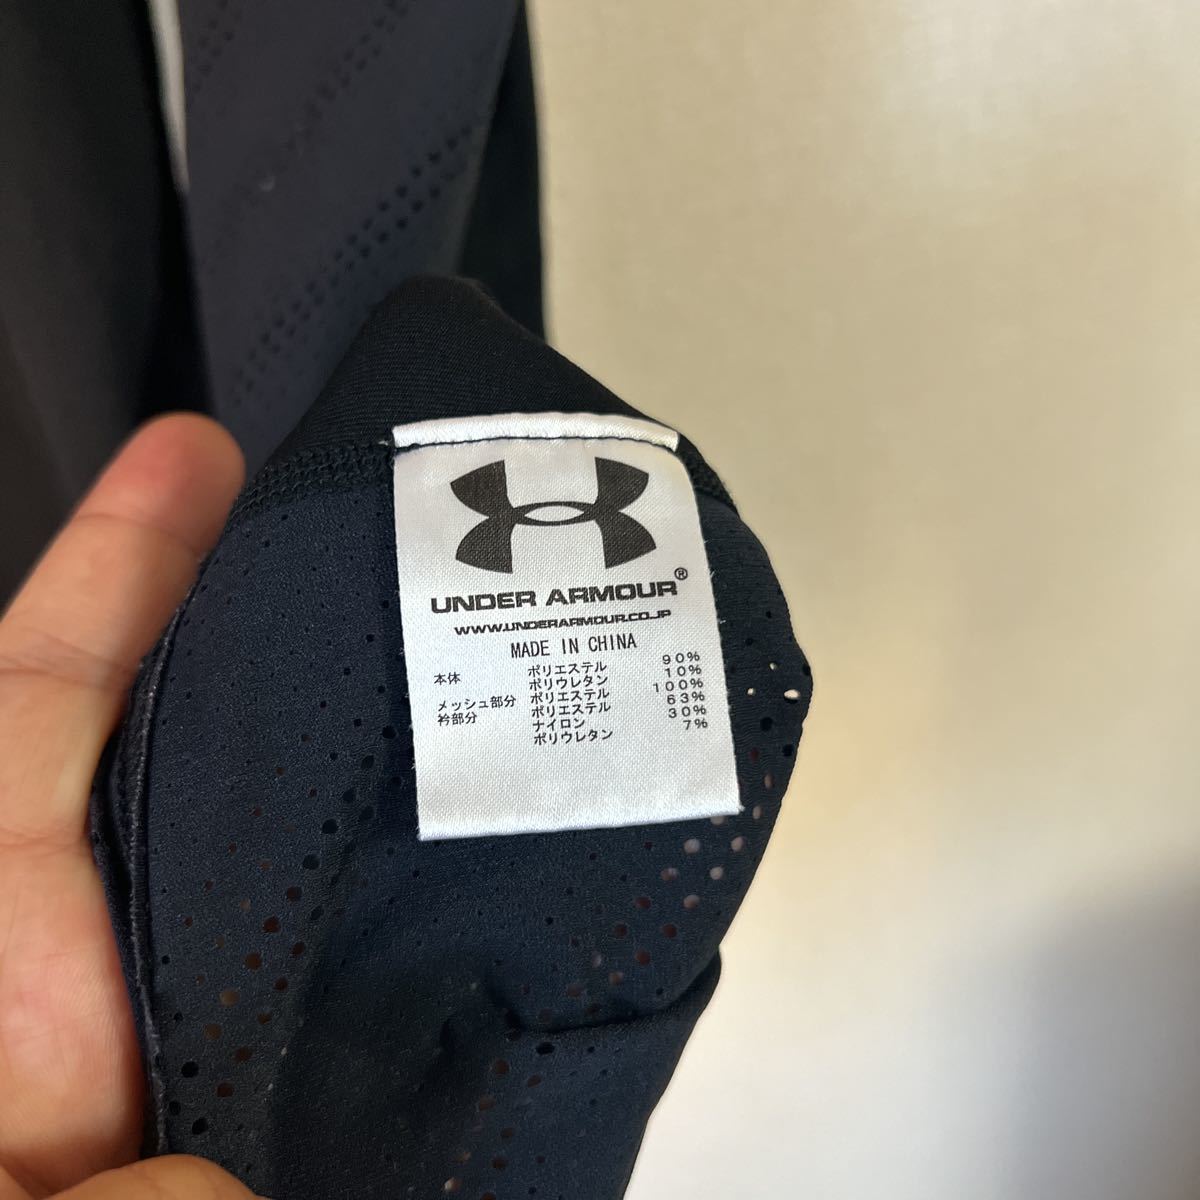 UNDER ARMOUR®
WWW.UNDERARMOUR.CO.JP
MADE IN CHINA
本体 ポリエステル 90%
ポリウレタン 10%
メッシュ部分 ポリエステル 100%
衿部分 ポリエステル 63%
ナイロン 30%
ポリウレタン 7%